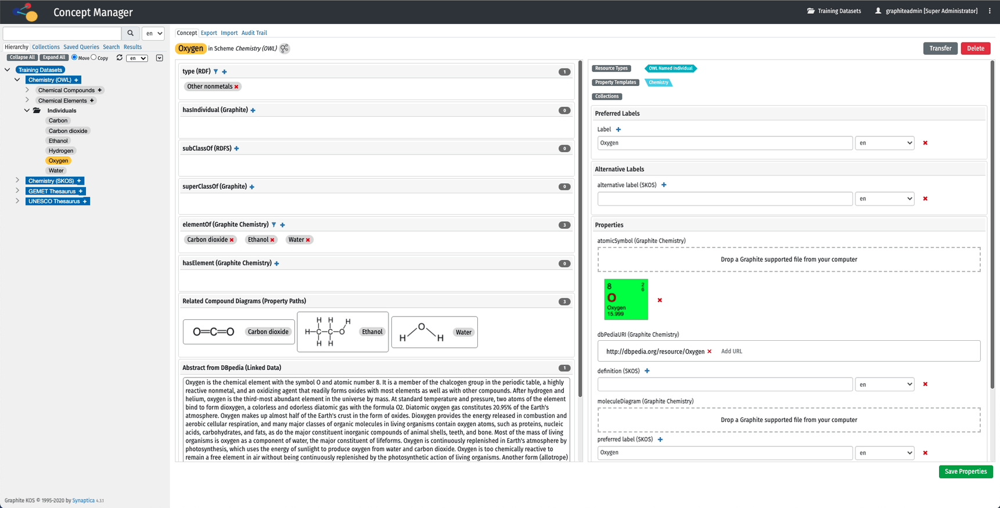 Concept Manager
Training Datasets
graphiteadmin [Super Administrator]
en
Hierarchy Collections Saved Queries Search Results
Collapse All Expand All Move Copy en
Training Datasets
Chemistry (OWL) +
Chemical Compounds +
Chemical Elements +
Individuals
Carbon
Carbon dioxide
Ethanol
Hydrogen
Oxygen
Water
Chemistry (SKOS) +
GEMET Thesaurus +
UNESCO Thesaurus +
Graphite KOS © 1995-2020 by Synaptica 4.3.1
Concept Export Import Audit Trail
Oxygen in Scheme Chemistry (OWL)
Transfer Delete
type (RDF) + 1
Other nonmetals
hasIndividual (Graphite) + 0
subClassOf (RDFS) + 0
superClassOf (Graphite) + 0
elementOf (Graphite Chemistry) + 3
Carbon dioxide Ethanol Water
hasElement (Graphite Chemistry) + 0
Related Compound Diagrams (Property Paths) 3
O=C=O Carbon dioxide
H H H
H-C-C-O
H H
Ethanol
O
H H
Water
Abstract from DBpedia (Linked Data) 1
Oxygen is the chemical element with the symbol O and atomic number 8. It is a member of the chalcogen group in the periodic table, a highly
reactive nonmetal, and an oxidizing agent that readily forms oxides with most elements as well as with other compounds. After hydrogen and
helium, oxygen is the third-most abundant element in the universe by mass. At standard temperature and pressure, two atoms of the element
bind to form dioxygen, a colorless and odorless diatomic gas with the formula O2. Diatomic oxygen gas constitutes 20.95% of the Earth's
atmosphere. Oxygen makes up almost half of the Earth's crust in the form of oxides. Dioxygen provides the energy released in combustion and
aerobic cellular respiration, and many major classes of organic molecules in living organisms contain oxygen atoms, such as proteins, nucleic
acids, carbohydrates, and fats, as do the major constituent inorganic compounds of animal shells, teeth, and bone. Most of the mass of living
organisms is oxygen as a component of water, the major constituent of lifeforms. Oxygen is continuously replenished in Earth's atmosphere by
photosynthesis, which uses the energy of sunlight to produce oxygen from water and carbon dioxide. Oxygen is too chemically reactive to
remain a free element in air without being continuously replenished by the photosynthetic action of living organisms. Another form (allotrope)
Resource Types OWL Named Individual
Property Templates Chemistry
Collections
Preferred Labels
Label +
Oxygen en
Alternative Labels
alternative label (SKOS) +
en
Properties
atomicSymbol (Graphite Chemistry)
Drop a Graphite supported file from your computer
8 2
6
O
Oxygen
15.999
dbPediaURI (Graphite Chemistry)
http://dbpedia.org/resource/Oxygen Add URL
definition (SKOS) +
en
moleculeDiagram (Graphite Chemistry)
Drop a Graphite supported file from your computer
preferred label (SKOS) +
Oxygen en
Save Properties